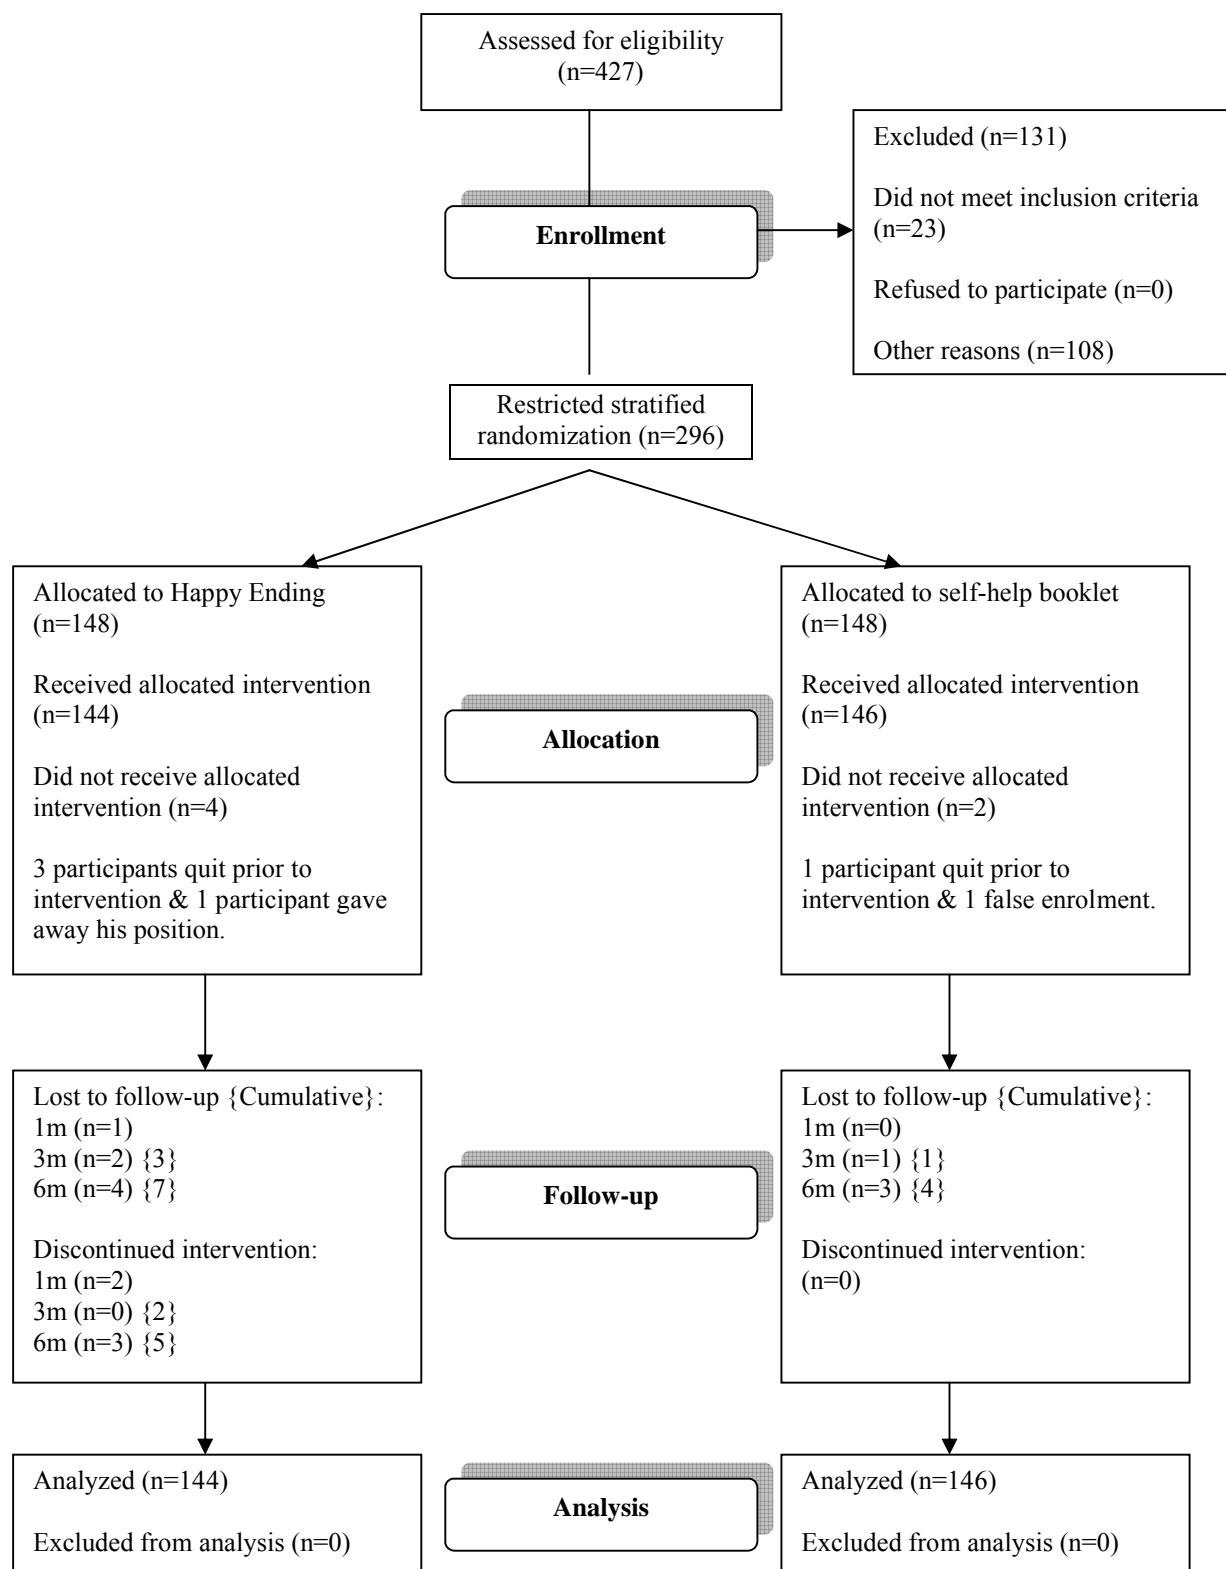 Assessed for eligibility
(n=427)
Excluded (n=131)
Did not meet inclusion criteria
(n=23)
Refused to participate (n=0)
Other reasons (n=108)
Enrollment
Restricted stratified
randomization (n=296)
Allocated to Happy Ending
(n=148)
Received allocated intervention
(n=144)
Did not receive allocated
intervention (n=4)
3 participants quit prior to
intervention & 1 participant gave
away his position.
Allocation
Allocated to self-help booklet
(n=148)
Received allocated intervention
(n=146)
Did not receive allocated
intervention (n=2)
1 participant quit prior to
intervention & 1 false enrolment.
Lost to follow-up {Cumulative}:
1m (n=1)
3m (n=2) {3}
6m (n=4) {7}
Discontinued intervention:
1m (n=2)
3m (n=0) {2}
6m (n=3) {5}
Follow-up
Lost to follow-up {Cumulative}:
1m (n=0)
3m (n=1) {1}
6m (n=3) {4}
Discontinued intervention:
(n=0)
Analyzed (n=144)
Excluded from analysis (n=0)
Analysis
Analyzed (n=146)
Excluded from analysis (n=0)